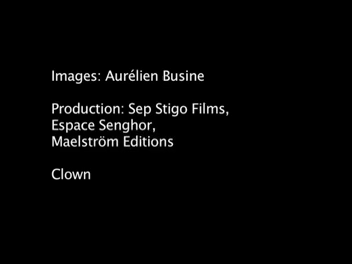 Images: Aurélien Busine
Production: Sep Stigo Films,
Espace Senghor,
Maelström Editions
Clown